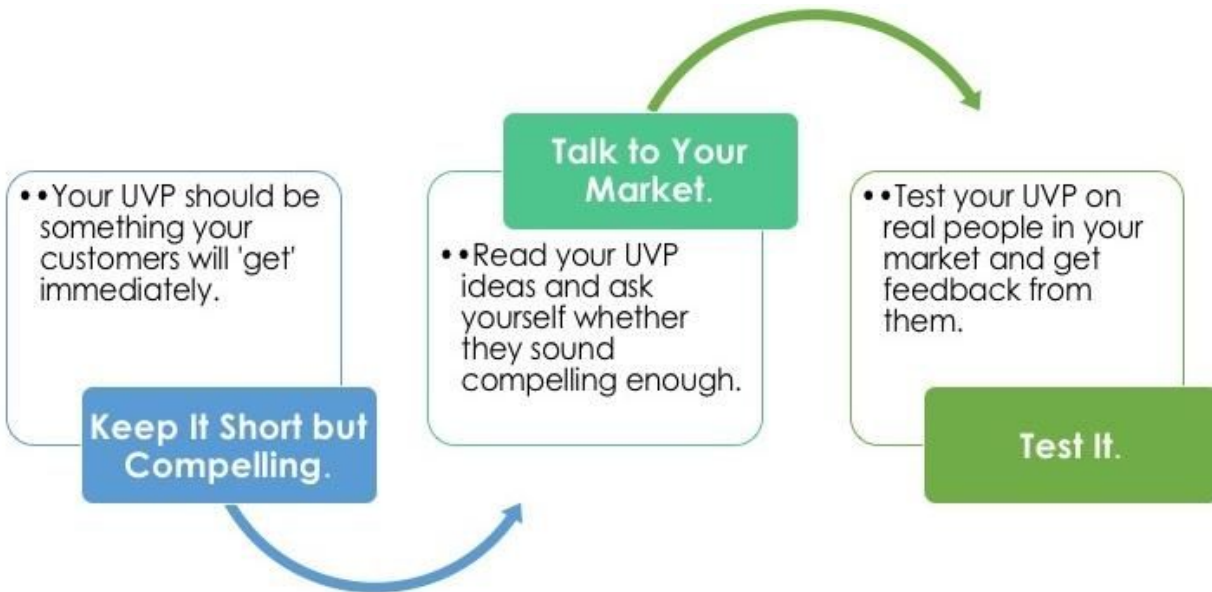 ••Your UVP should be
something your
customers will 'get'
immediately.
Keep It Short but
Compelling.
Talk to Your
Market.
••Read your UVP
ideas and ask
yourself whether
they sound
compelling enough.
••Test your UVP on
real people in your
market and get
feedback from
them.
Test It.